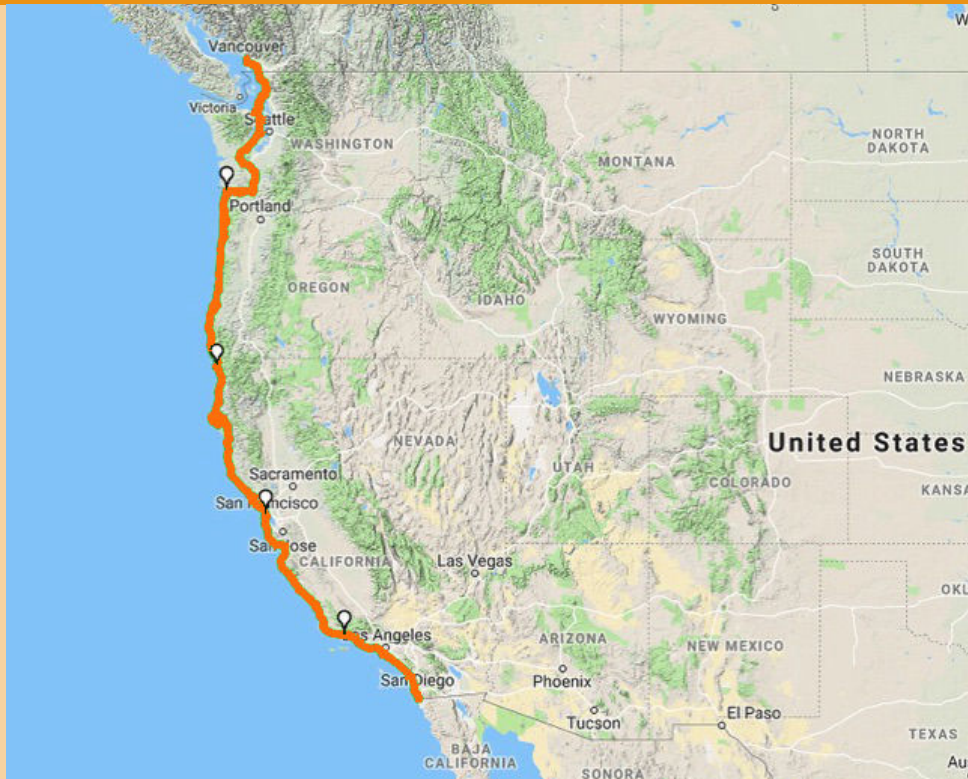 Vancouver
W
Victoria
Seattle
WASHINGTON
NORTH
DAKOTA
MONTANA
Portland
SOUTH
DAKOTA
OREGON
IDAHO
WYOMING
NEBRASKA
NEVADA
United States
Sacramento
UTAH
COLORADO
San Francisco
KANSA
San Jose
CALIFORNIA
Las Vegas
OKL
Los Angeles
ARIZONA
NEW MEXICO
San Diego
Phoenix
El Paso
Tucson
TEXAS
BAJA
CALIFORNIA
Au
SONORA